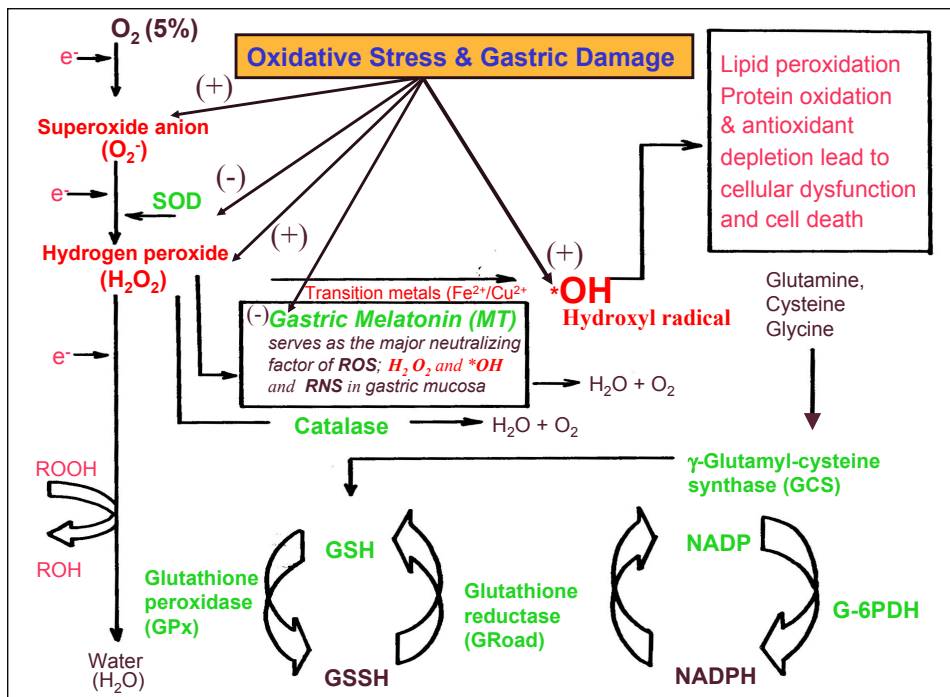 O₂ (5%)
e⁻
Oxidative Stress & Gastric Damage
(+)
Superoxide anion
(O₂⁻)
e⁻
SOD
(-)
(+)
(+)
Hydrogen peroxide
(H₂O₂)
Transition metals (Fe²⁺/Cu²⁺
*OH
Hydroxyl radical
Lipid peroxidation
Protein oxidation
& antioxidant
depletion lead to
cellular dysfunction
and cell death
(-) Gastric Melatonin (MT)
serves as the major neutralizing
factor of ROS; H₂O₂ and *OH
and RNS in gastric mucosa
H₂O + O₂
e⁻
Catalase
H₂O + O₂
Glutamine,
Cysteine
Glycine
γ-Glutamyl-cysteine
synthase (GCS)
ROOH
ROH
Glutathione
peroxidase
(GPx)
GSH
GSSH
Glutathione
reductase
(GRoad)
NADP
NADPH
G-6PDH
Water
(H₂O)